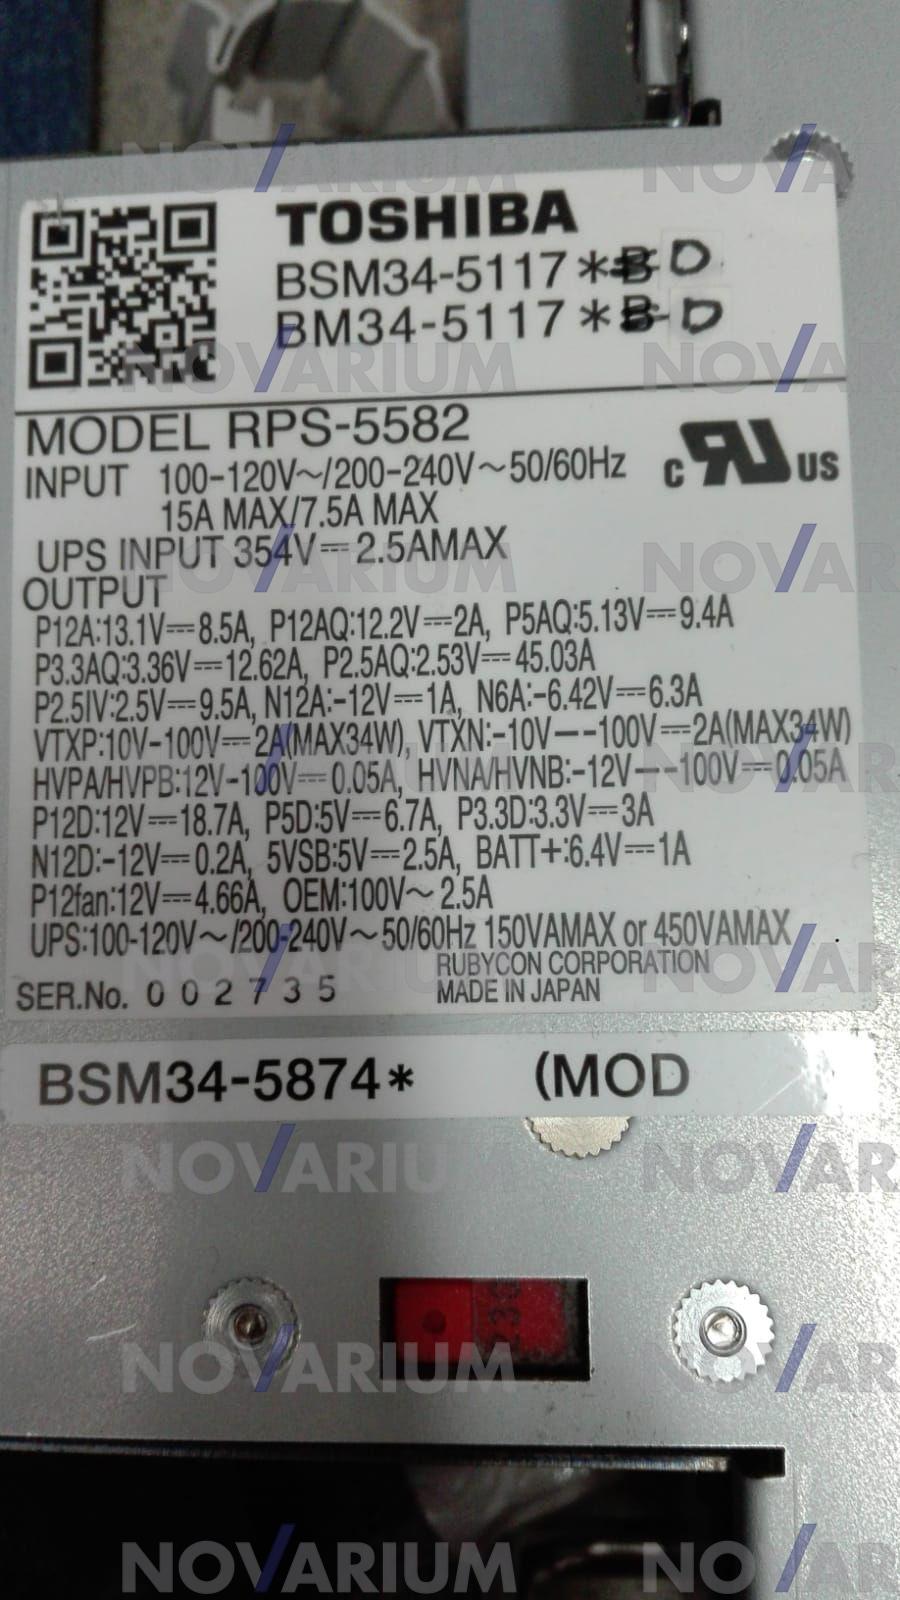 TOSHIBA
BSM34-5117*B D
BM34-5117*B D
MODEL RPS-5582
INPUT 100-120V~/200-240V~50/60Hz
15A MAX/7.5A MAX
C RU US
UPS INPUT 354V⎓2.5AMAX
OUTPUT
P12A:13.1V⎓8.5A, P12AQ:12.2V⎓2A, P5AQ:5.13V⎓9.4A
P3.3AQ:3.36V⎓12.62A, P2.5AQ:2.53V⎓45.03A
P2.5IV:2.5V⎓9.5A, N12A:-12V⎓1A, N6A:-6.42V⎓6.3A
VTXP:10V-100V⎓2A(MAX34W), VTXN:-10V--100V⎓2A(MAX34W)
HVPA/HVPB:12V-100V⎓0.05A, HVNA/HVNB:-12V--100V⎓0.05A
P12D:12V⎓18.7A, P5D:5V⎓6.7A, P3.3D:3.3V⎓3A
N12D:-12V⎓0.2A, 5VSB:5V⎓2.5A, BATT+:6.4V⎓1A
P12fan:12V⎓4.66A, OEM:100V~2.5A
UPS:100-120V~/200-240V~50/60Hz 150VAMAX or 450VAMAX
RUBYCON CORPORATION
SER.No. 002735 MADE IN JAPAN
BSM34-5874* (MOD
NOVARIUM